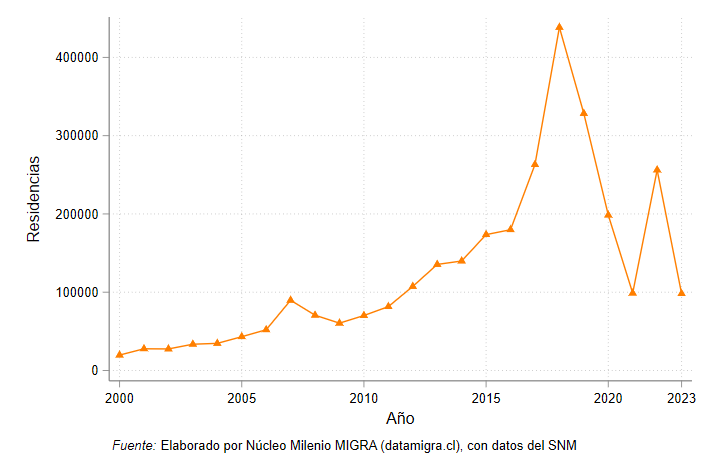 400000
300000
200000
100000
0
Residencias
2000 2005 2010 2015 2020 2023
Año
Fuente: Elaborado por Núcleo Milenio MIGRA (datamigra.cl), con datos del SNM